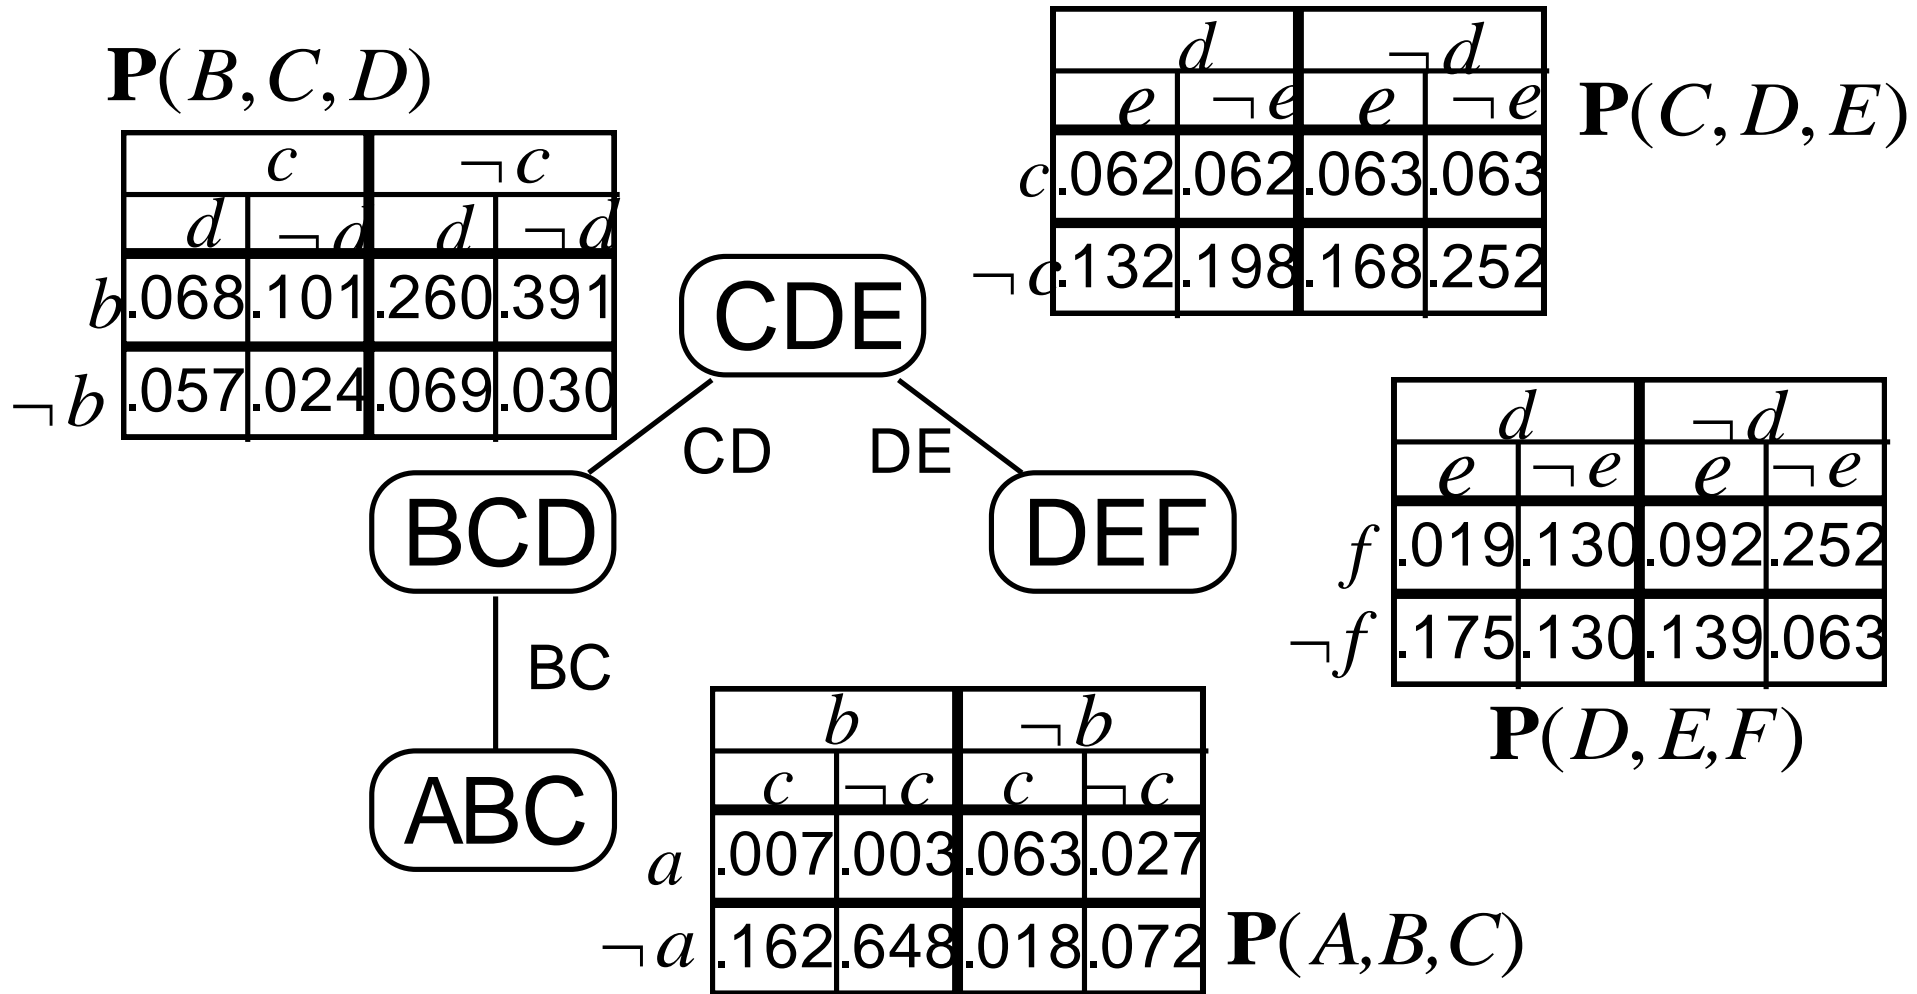 P(B,C,D)
c ¬c
d ¬d d ¬d
b .068 .101 .260 .391
¬b .057 .024 .069 .030
d ¬d
e ¬e e ¬e
c .062 .062 .063 .063
¬c .132 .198 .168 .252
P(C,D,E)
CDE
CD DE
BCD
DEF
d ¬d
e ¬e e ¬e
f .019 .130 .092 .252
¬f .175 .130 .139 .063
P(D,E,F)
BC
ABC
b ¬b
c ¬c c ¬c
a .007 .003 .063 .027
¬a .162 .648 .018 .072
P(A,B,C)